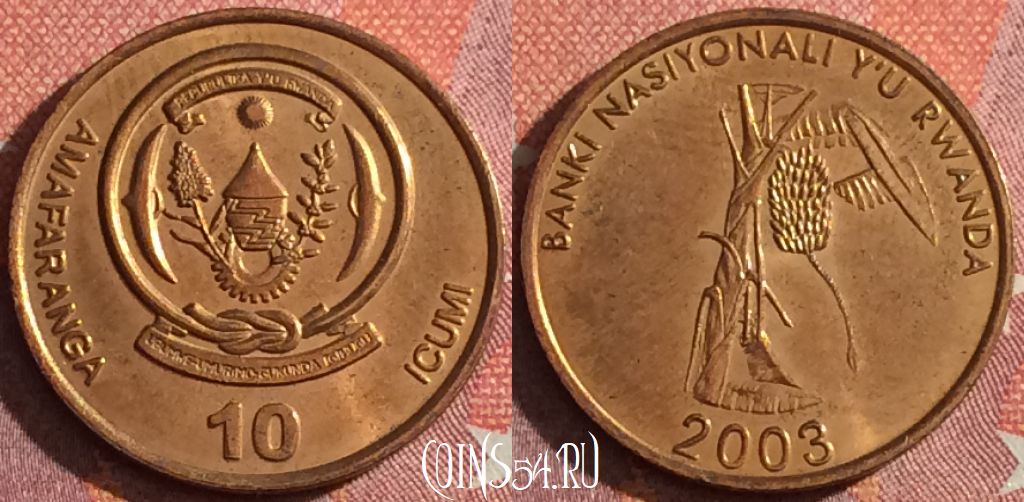 REPUBULIKA Y'U RWANDA
AMAFARANGA
ICUMI
10
BANKI NASIYONALI Y'U RWANDA
2003
COINS54.RU